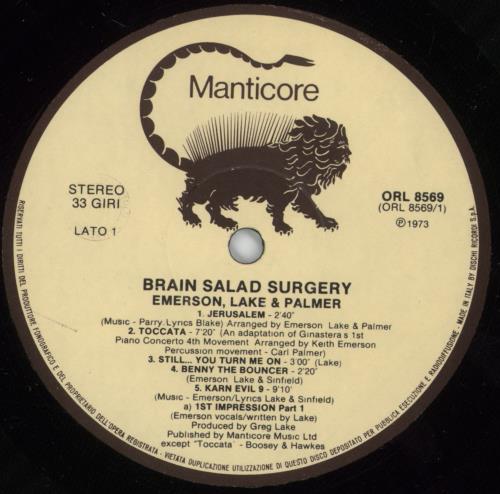 Manticore
STEREO
33 GIRI
LATO 1
ORL 8569
(ORL 8569/1)
Ⓟ1973
BRAIN SALAD SURGERY
EMERSON, LAKE & PALMER
1. JERUSALEM - 2'40"
(Music - Parry.Lyrics Blake) Arranged by Emerson Lake & Palmer
2. TOCCATA - 7'20" (An adaptation of Ginastera s 1st
Piano Concerto 4th Movement Arranged by Keith Emerson
Percussion movement - Carl Palmer)
3. STILL... YOU TURN ME ON - 3'00" (Lake)
4. BENNY THE BOUNCER - 2'20"
(Emerson Lake & Sinfield)
5. KARN EVIL 9 - 9'10"
(Music - Emerson/Lyrics Lake & Sinfield)
a) 1ST IMPRESSION Part 1
(Emerson vocals/written by Lake)
Produced by Greg Lake
Published by Manticore Music Ltd
except "Toccata" - Boosey & Hawkes
RISERVATI TUTTI I DIRITTI DEL PRODUTTORE FONOGRAFICO E DEL PROPRIETARIO DELL'OPERA REGISTRATA - VIETATA DUPLICAZIONE UTILIZZAZIONE DI QUESTO DISCO DEPOSITATO PER PUBBLICA ESECUZIONE E RADIODIFFUSIONE - MADE IN ITALY BY DISCHI RICORDI S.p.A.